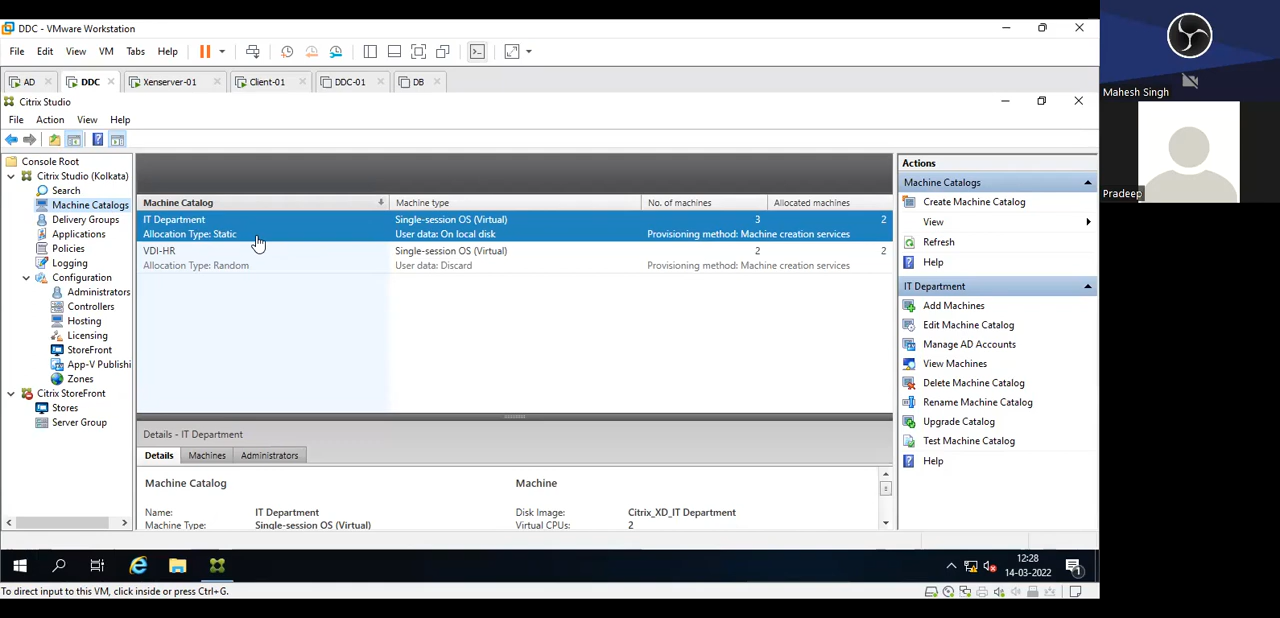 DDC - VMware Workstation
File Edit View VM Tabs Help
AD DDC Xenserver-01 Client-01 DDC-01 DB
Citrix Studio
File Action View Help
Console Root
Citrix Studio (Kolkata)
Search
Machine Catalogs
Delivery Groups
Applications
Policies
Logging
Configuration
Administrators
Controllers
Hosting
Licensing
StoreFront
App-V Publishi
Zones
Citrix StoreFront
Stores
Server Group
Machine Catalog Machine type No. of machines Allocated machines
IT Department Single-session OS (Virtual) 3 2
Allocation Type: Static User data: On local disk Provisioning method: Machine creation services
VDI-HR Single-session OS (Virtual) 2 2
Allocation Type: Random User data: Discard Provisioning method: Machine creation services
Details - IT Department
Details Machines Administrators
Machine Catalog Machine
Name: IT Department Disk Image: Citrix_XD_IT Department
Machine Type: Single-session OS (Virtual) Virtual CPUs: 2
Actions
Machine Catalogs
Create Machine Catalog
View
Refresh
Help
IT Department
Add Machines
Edit Machine Catalog
Manage AD Accounts
View Machines
Delete Machine Catalog
Rename Machine Catalog
Upgrade Catalog
Test Machine Catalog
Help
12:28
14-03-2022
1
To direct input to this VM, click inside or press Ctrl+G.
Mahesh Singh
Pradeep